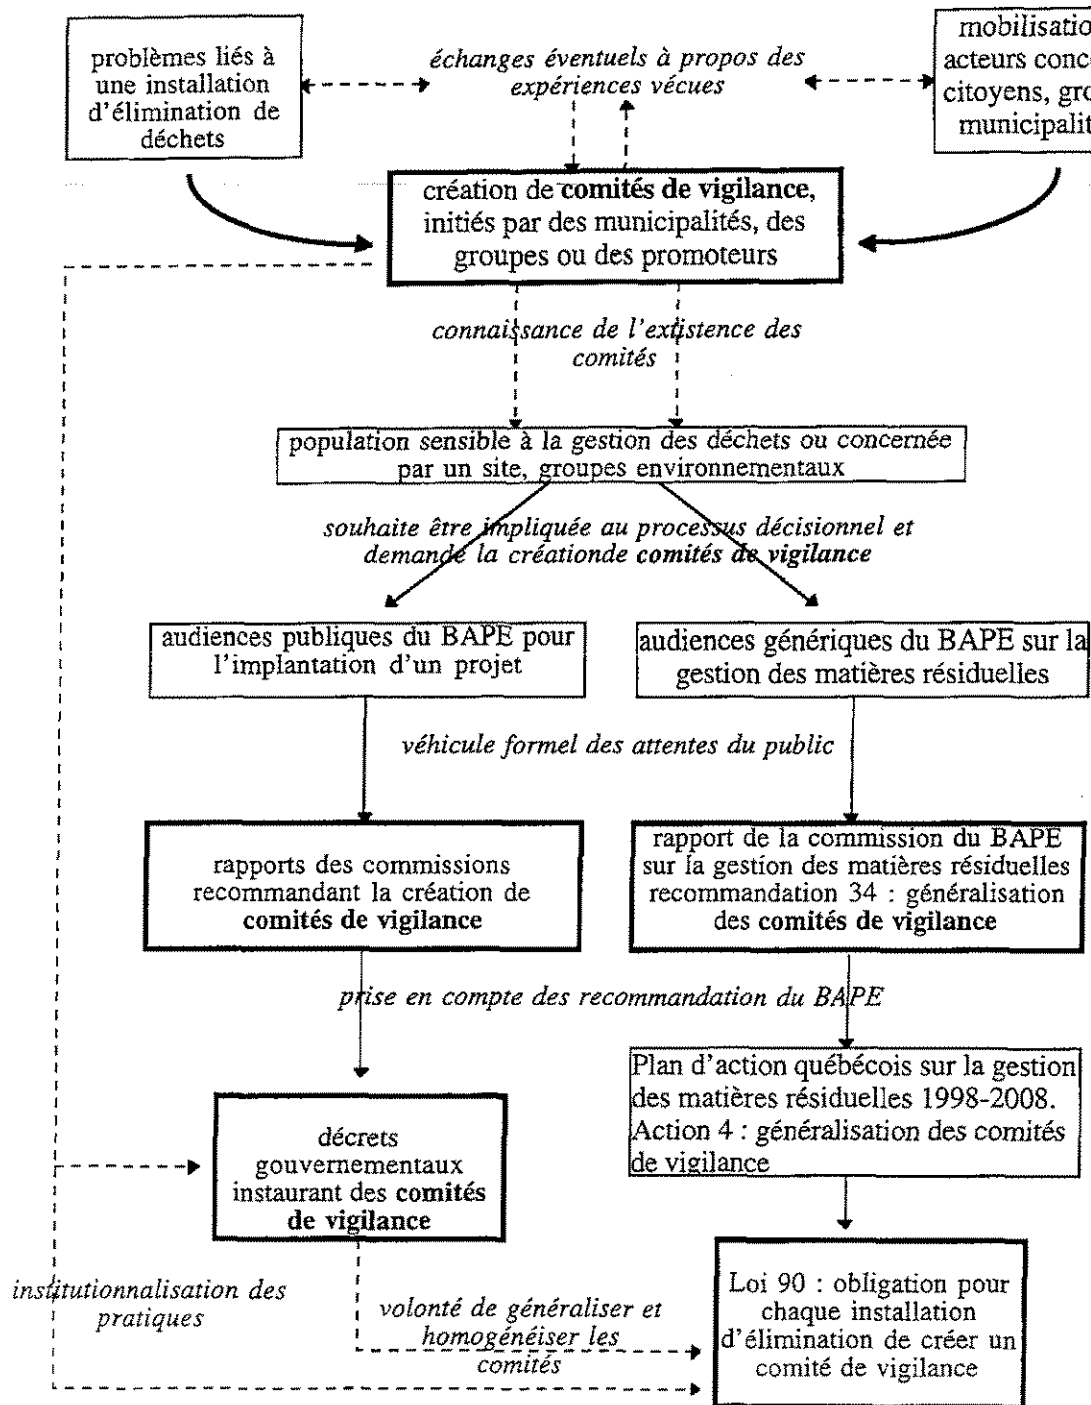 problèmes liés à
une installation
d'élimination de
déchets
échanges éventuels à propos des
expériences vécues
acteurs
citoyens,
création de comités de vigilance,
initiés par des municipalités, des
groupes ou des promoteurs
connaissance de l'existence des
comités
population sensible à la gestion des déchets ou concernée
par un site, groupes environnementaux
souhaite être impliquée au processus décisionnel et
demande la créationde comités de vigilance
audiences publiques du BAPE pour
l'implantation d'un projet
audiences génériques du BAPE sur la
gestion des matières résiduelles
véhicule formel des attentes du public
rapports des commissions
recommandant la création de
comités de vigilance
rapport de la commission du BAPE
sur la gestion des matières résiduelles
recommandation 34 : généralisation
des comités de vigilance
prise en compte des recommandation du BAPE
Plan d'action québécois sur la gestion
des matières résiduelles 1998-2008.
Action 4 : généralisation des comités
de vigilance
décrets
gouvernementaux
instaurant des comités
de vigilance
institutionnalisation des
pratiques
volonté de généraliser et
homogénéiser les
comités
Loi 90 : obligation pour
chaque installation
d'élimination de créer un
comité de vigilance